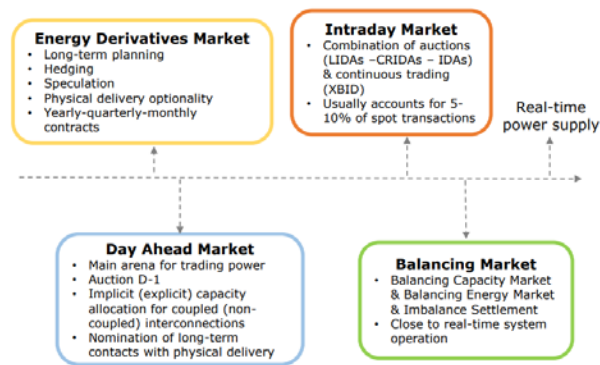 Energy Derivatives Market
• Long-term planning
• Hedging
• Speculation
• Physical delivery optionality
• Yearly-quarterly-monthly
contracts
Intraday Market
• Combination of auctions
(LIDAs –CRIDAs – IDAs)
& continuous trading
(XBID)
• Usually accounts for 5-
10% of spot transactions
Real-time
power supply
Day Ahead Market
• Main arena for trading power
• Auction D-1
• Implicit (explicit) capacity
allocation for coupled (non-
coupled) interconnections
• Nomination of long-term
contacts with physical delivery
Balancing Market
• Balancing Capacity Market
& Balancing Energy Market
& Imbalance Settlement
• Close to real-time system
operation